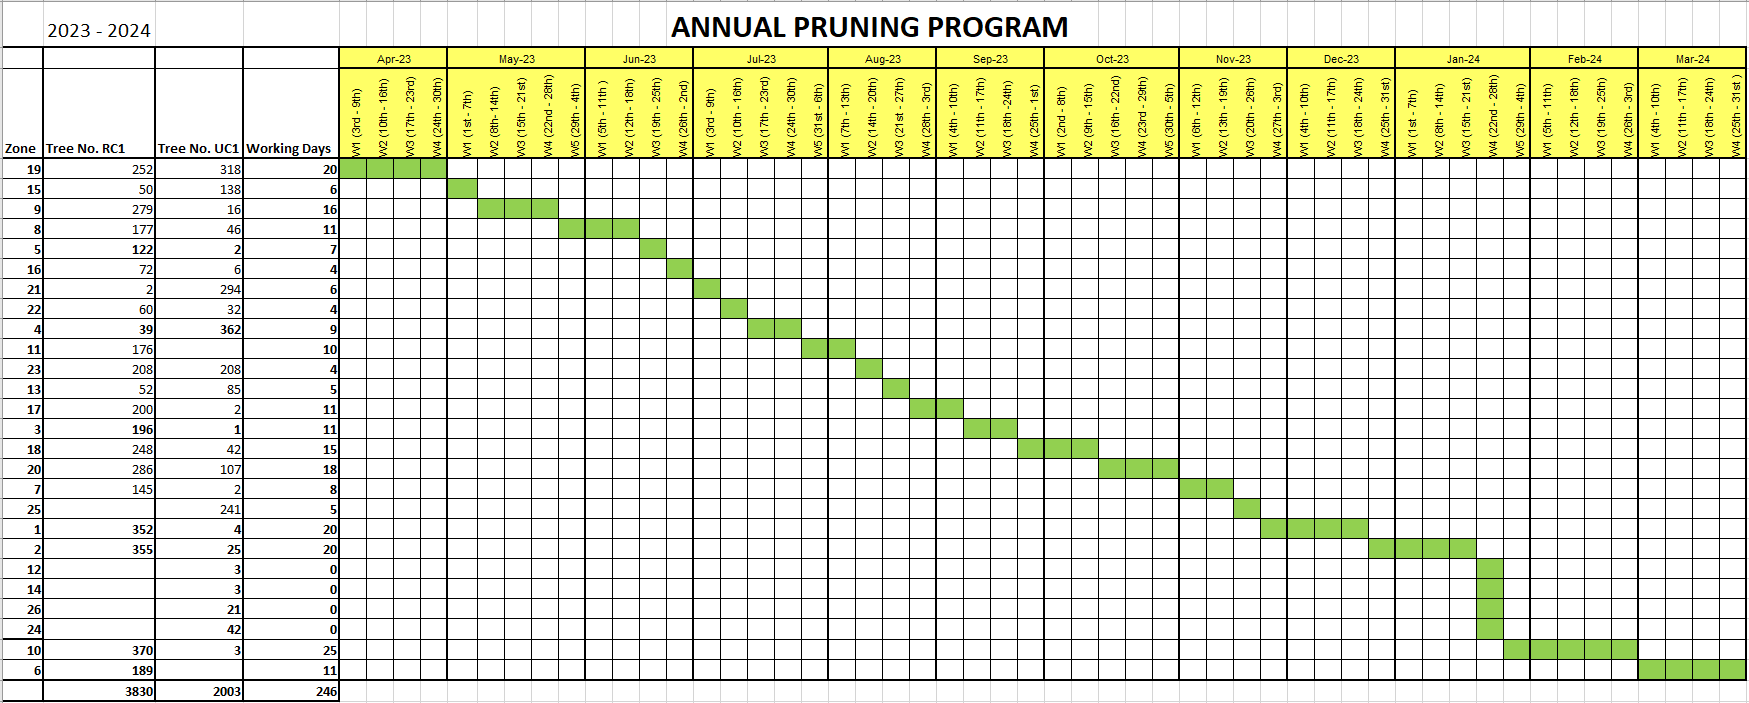 2023 - 2024 ANNUAL PRUNING PROGRAM
Apr-23 May-23 Jun-23 Jul-23 Aug-23 Sep-23 Oct-23 Nov-23 Dec-23 Jan-24 Feb-24 Mar-24
Zone Tree No. RC1 Tree No. UC1 Working Days
W1 (3rd - 9th)
W2 (10th - 16th)
W3 (17th - 23rd)
W4 (24th - 30th)
W1 (1st - 7th)
W2 (8th- 14th)
W3 (15th - 21st)
W4 (22nd - 28th)
W5 (29th - 4th)
W1 (5th - 11th )
W2 (12th - 18th)
W3 (19th - 25th)
W4 (26th - 2nd)
W1 (3rd - 9th)
W2 (10th - 16th)
W3 (17th - 23rd)
W4 (24th - 30th)
W5 (31st - 6th)
W1 (7th - 13th)
W2 (14th - 20th)
W3 (21st - 27th)
W4 (28th - 3rd)
W1 (4th - 10th)
W2 (11th - 17th)
W3 (18th -24th)
W4 (25th - 1st)
W1 (2nd - 8th)
W2 (9th - 15th)
W3 (16th - 22nd)
W4 (23rd - 29th)
W5 (30th - 5th)
W1 (6th - 12th)
W2 (13th - 19th)
W3 (20th - 26th)
W4 (27th - 3rd)
W1 (4th - 10th)
W2 (11th - 17th)
W3 (18th - 24th)
W4 (25th - 31st)
W1 (1st - 7th)
W2 (8th - 14th)
W3 (15th - 21st)
W4 (22nd - 28th)
W5 (29th - 4th)
W1 (5th - 11th)
W2 (12th - 18th)
W3 (19th - 25th)
W4 (26th - 3rd)
W1 (4th - 10th)
W2 (11th - 17th)
W3 (18th - 24th)
W4 (25th - 31st )
19 252 318 20
15 50 138 6
9 279 16 16
8 177 46 11
5 122 2 7
16 72 6 4
21 2 294 6
22 60 32 4
4 39 362 9
11 176 10
23 208 208 4
13 52 85 5
17 200 2 11
3 196 1 11
18 248 42 15
20 286 107 18
7 145 2 8
25 241 5
1 352 4 20
2 355 25 20
12 3 0
14 3 0
26 21 0
24 42 0
10 370 3 25
6 189 11
3830 2003 246